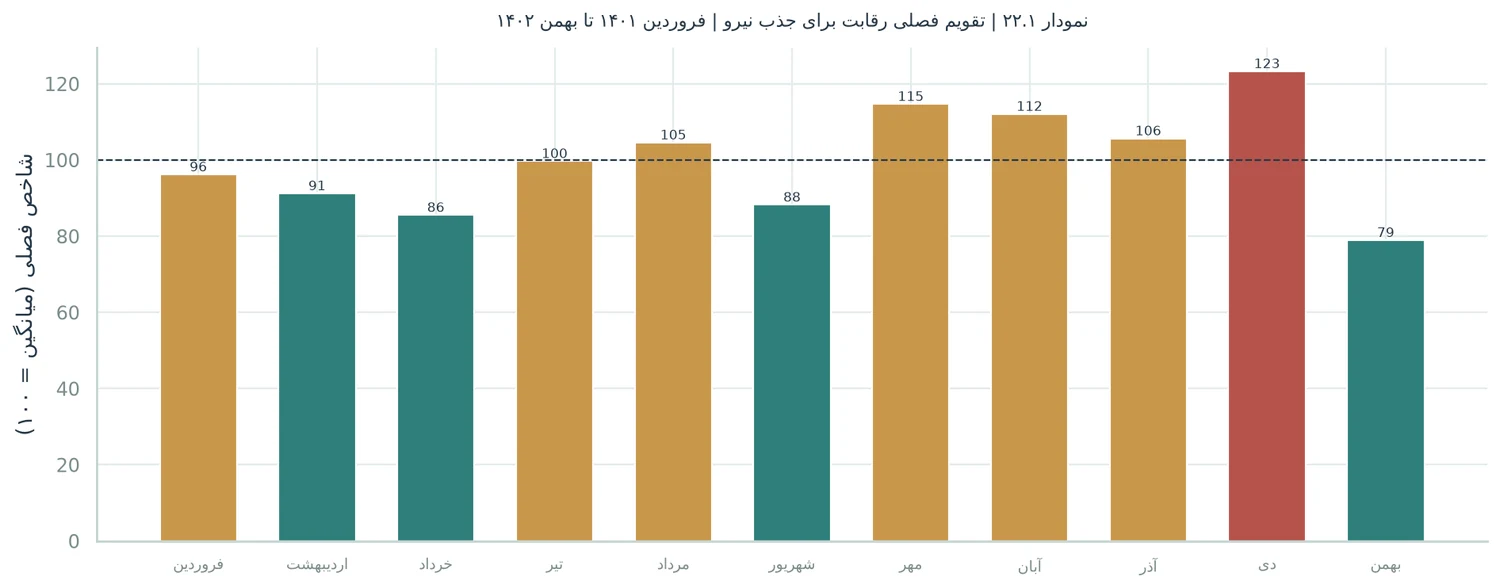 نمودار ۲۲.۱ | تقویم فصلی رقابت برای جذب نیرو | فروردین ۱۴۰۱ تا بهمن ۱۴۰۲
شاخص فصلی (میانگین = ۱۰۰)
120
100
80
60
40
20
0
96
91
86
100
105
88
115
112
106
123
79
فروردین
اردیبهشت
خرداد
تیر
مرداد
شهریور
مهر
آبان
آذر
دی
بهمن